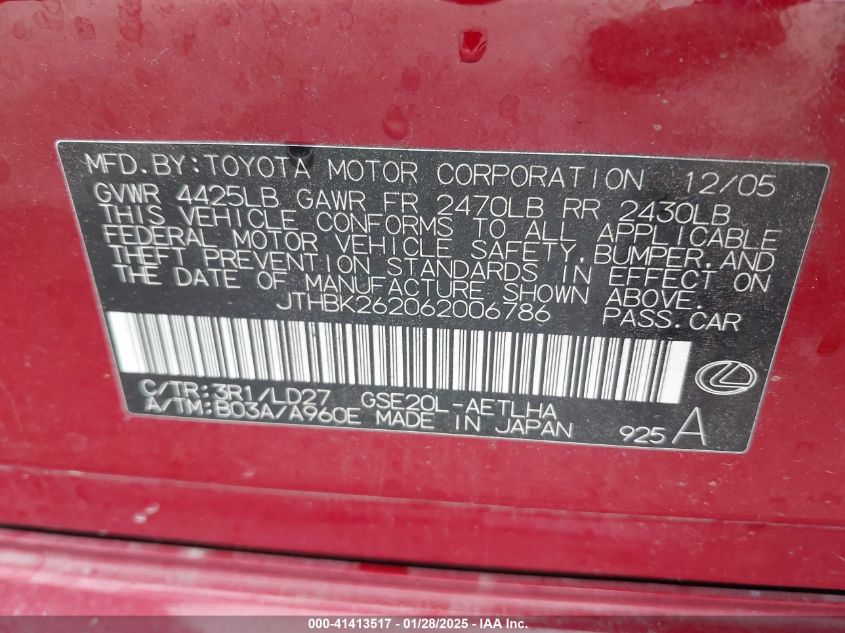 MFD.BY:TOYOTA MOTOR CORPORATION 12/05
GVWR 4425LB GAWR FR 2470LB RR 2430LB
THIS VEHICLE CONFORMS TO ALL APPLICABLE
FEDERAL MOTOR VEHICLE SAFETY,BUMPER,AND
THEFT PREVENTION STANDARDS IN EFFECT ON
THE DATE OF MANUFACTURE SHOWN ABOVE.
JTHBK262062006786 PASS.CAR
C/TR:3R1/LD27 GSE20L-AETLHA
A/TM:B03A/A960E MADE IN JAPAN 925 A
000-41413517 - 01/28/2025 - IAA Inc.